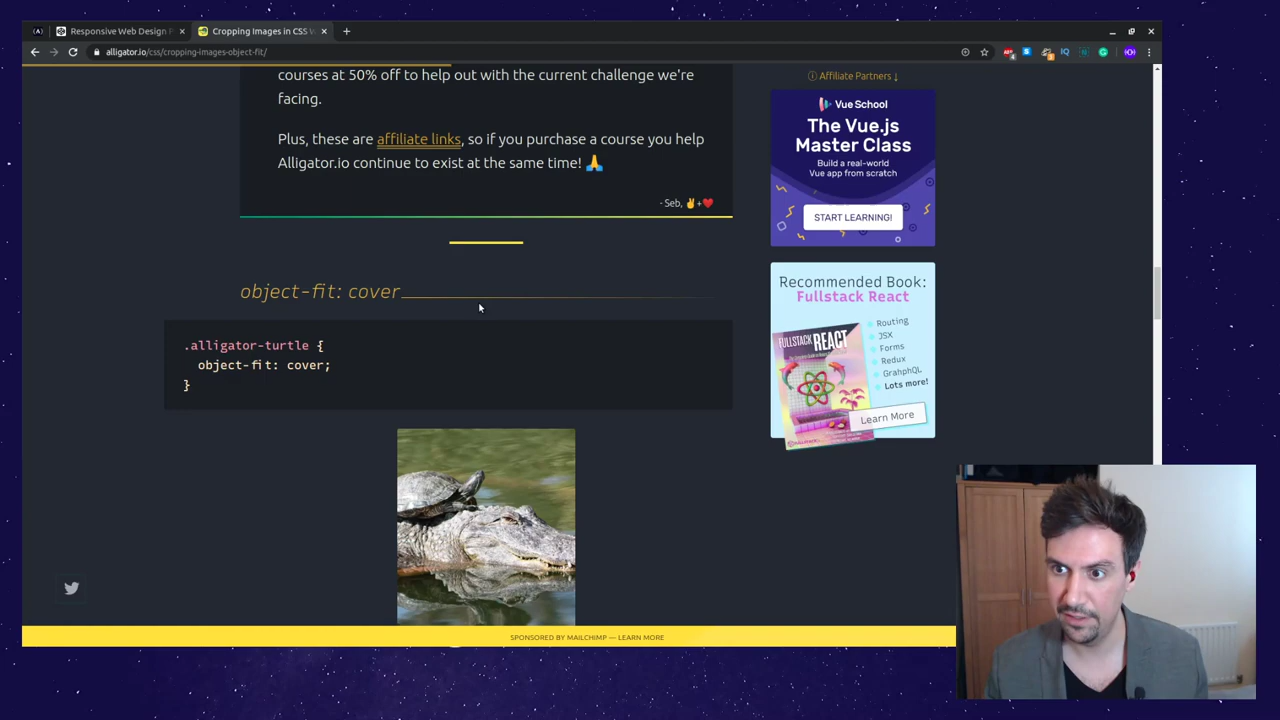 Responsive Web Design P
Cropping Images in CSS W
alligator.io/css/cropping-images-object-fit/
courses at 50% off to help out with the current challenge we're
facing.
Plus, these are affiliate links, so if you purchase a course you help
Alligator.io continue to exist at the same time! 🙏
- Seb, ✌️+❤️
object-fit: cover
.alligator-turtle {
object-fit: cover;
}
ⓘ Affiliate Partners ↓
Vue School
The Vue.js
Master Class
Build a real-world
Vue app from scratch
START LEARNING!
Recommended Book:
Fullstack React
Routing
JSX
Forms
Redux
GrahphQL
Lots more!
FULLSTACK REACT
Learn More
SPONSORED BY MAILCHIMP — LEARN MORE